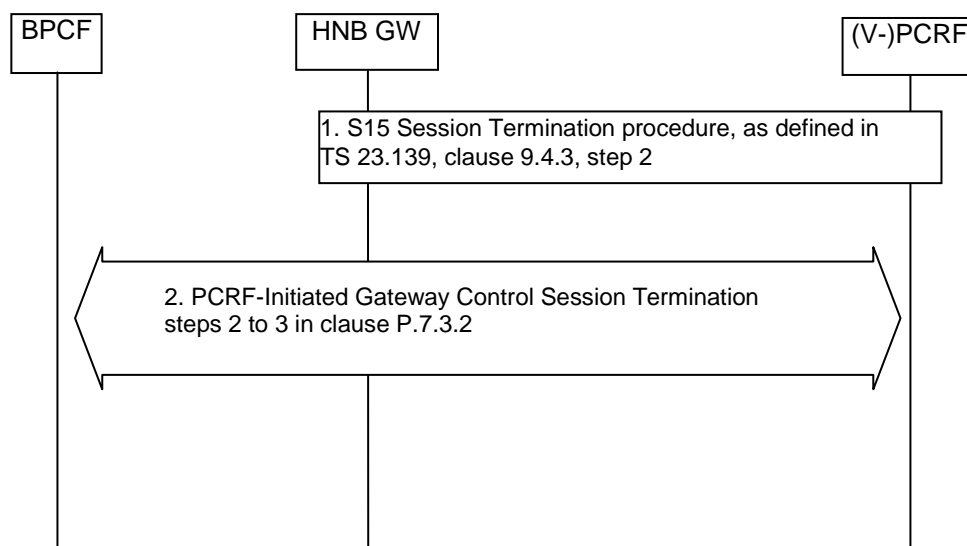 BPCF
HNB GW
(V-)PCRF
1. S15 Session Termination procedure, as defined in
TS 23.139, clause 9.4.3, step 2
2. PCRF-Initiated Gateway Control Session Termination
steps 2 to 3 in clause P.7.3.2